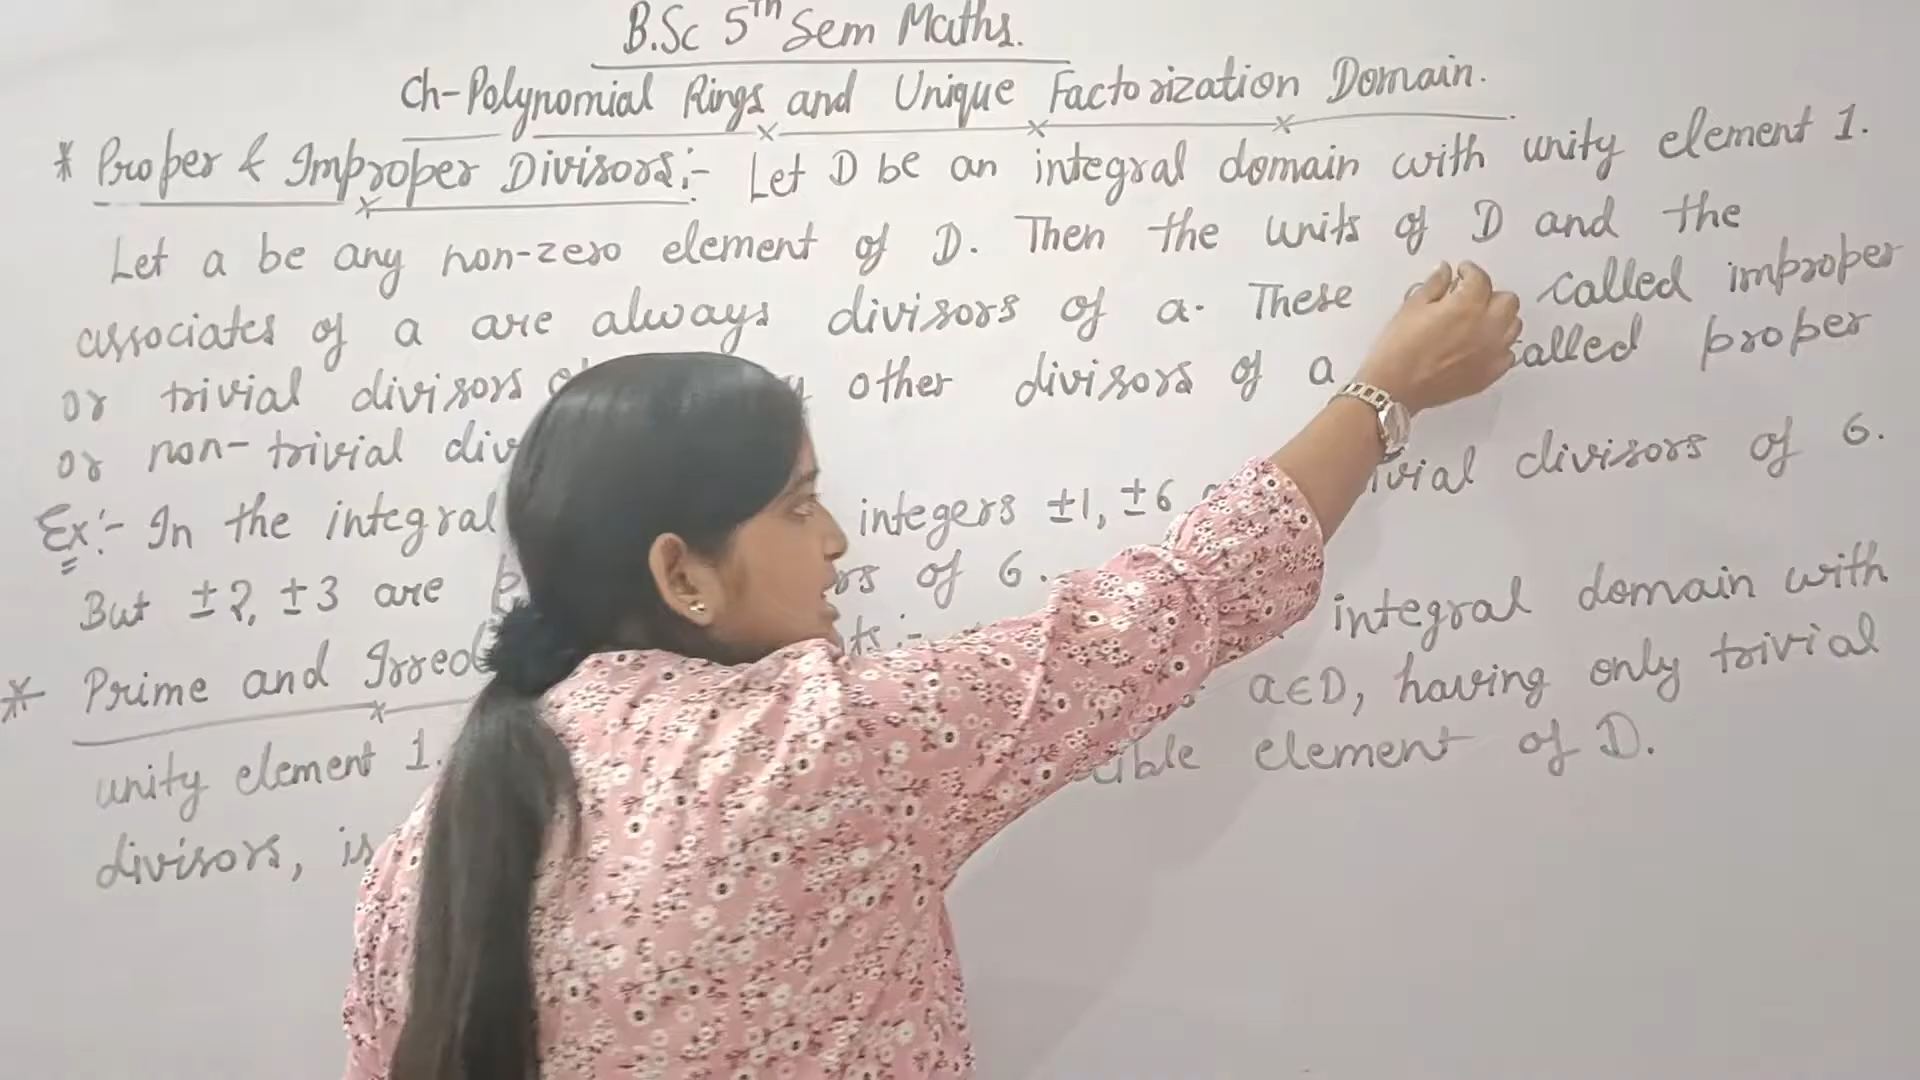 B.Sc 5th Sem Maths.
Ch-Polynomial Rings and Unique Factorization Domain.
* Proper & Improper Divisors:- Let D be an integral domain with unity element 1.
Let a be any non-zero element of D. Then the units of D and the
associates of a are always divisors of a. These called improper
or trivial divisors other divisors of a called proper
or non-trivial
Ex:- In the integral integers ±1, ±6 divisors of 6.
But ±2, ±3 are of 6.
* Prime and integral domain with
unity element 1. a∈D, having only trivial
divisors, is element of D.